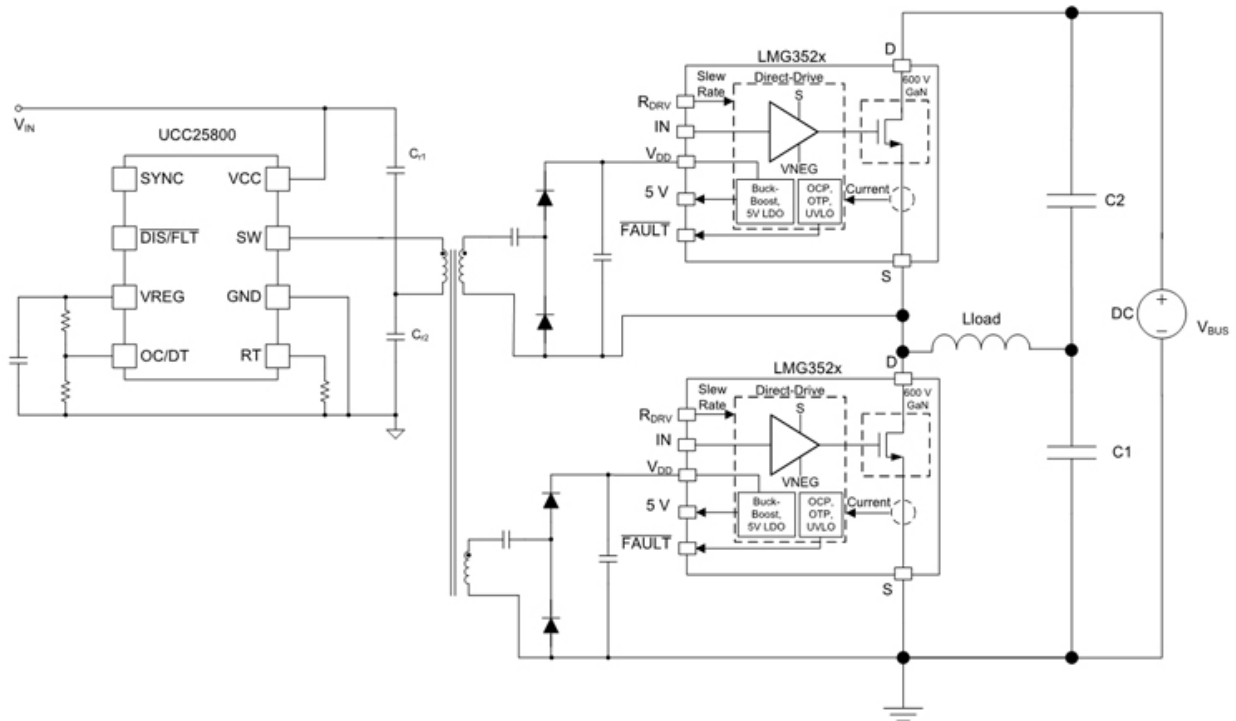 V_IN
UCC25800
SYNC
VCC
DIS/FLT
SW
VREG
GND
OC/DT
RT
Cr1
Cr2
LMG352x
D
Slew
Rate
Direct-Drive
600 V
GaN
R_DRV
S
IN
VNEG
V_DD
5 V
Buck-
Boost,
5V LDO
OCP,
OTP,
UVLO
Current
FAULT
S
C2
Lload
DC
+
−
V_BUS
LMG352x
D
Slew
Rate
Direct-Drive
600 V
GaN
R_DRV
S
IN
VNEG
V_DD
5 V
Buck-
Boost,
5V LDO
OCP,
OTP,
UVLO
Current
FAULT
S
C1